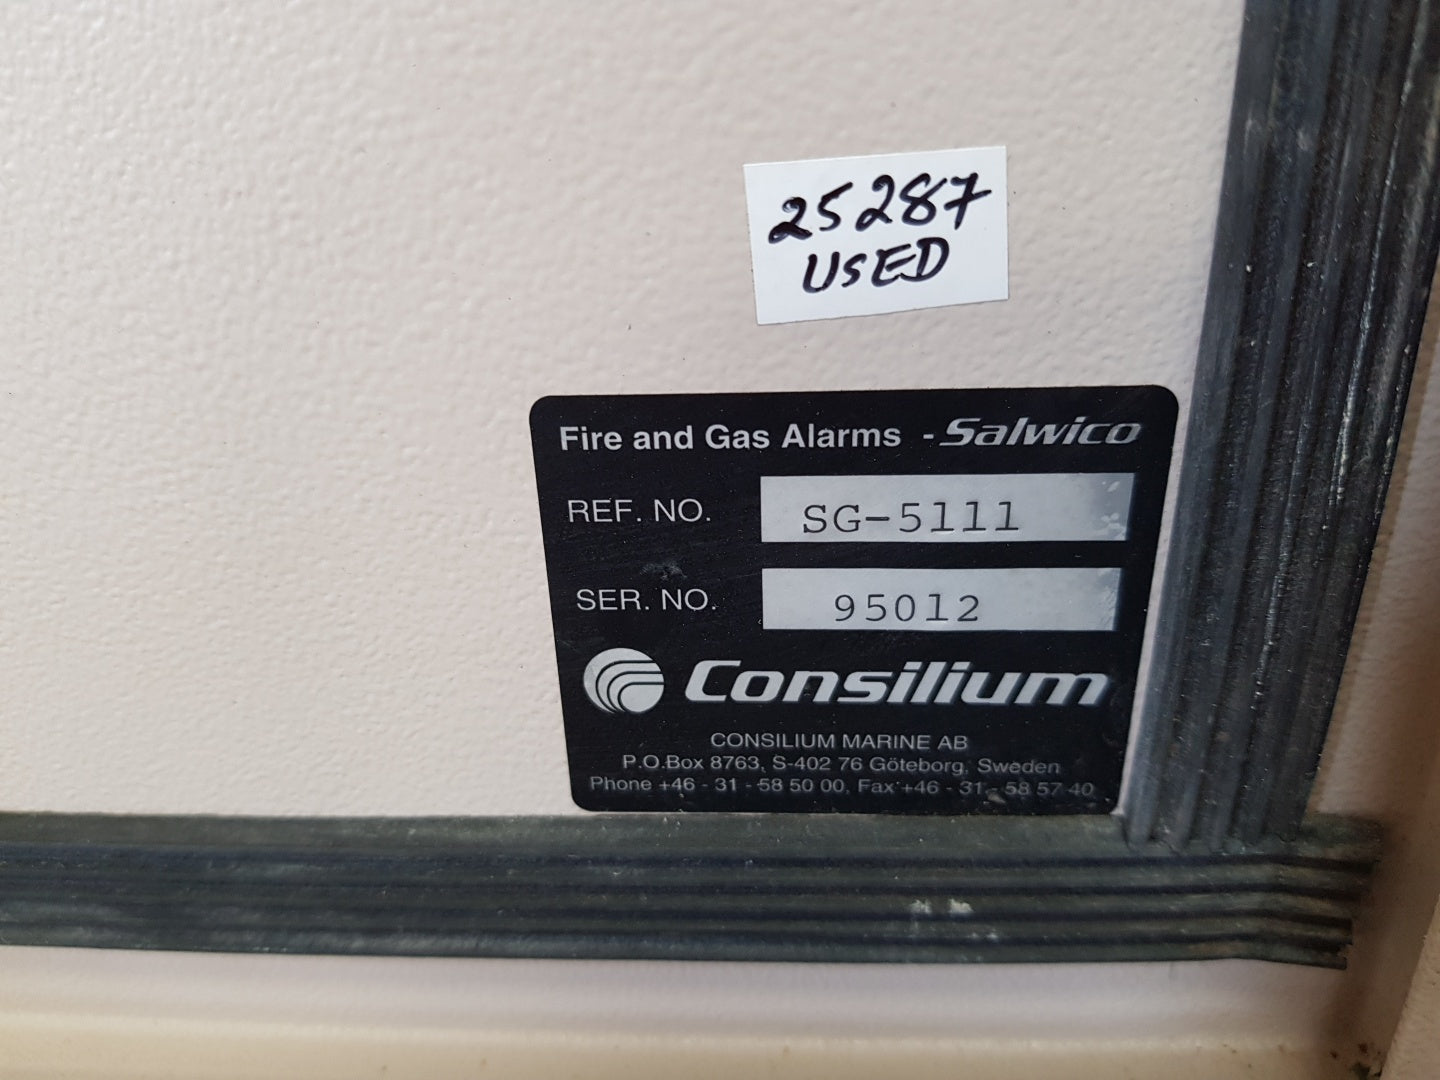 25287
USED
Fire and Gas Alarms - Salwico
REF. NO. SG-5111
SER. NO. 95012
Consilium
CONSILIUM MARINE AB
P.O.Box 8763, S-402 76 Göteborg, Sweden
Phone +46 - 31 - 58 50 00, Fax +46 - 31 - 58 57 40